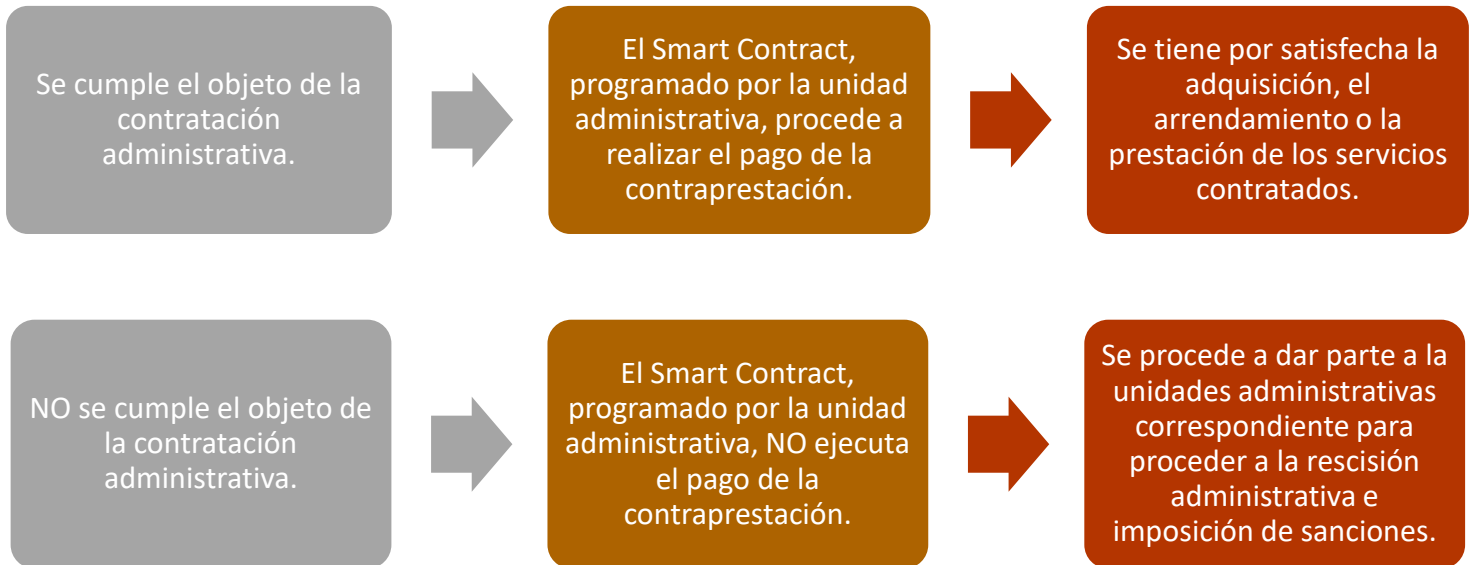 Se cumple el objeto de la
contratación
administrativa.
El Smart Contract,
programado por la unidad
administrativa, procede a
realizar el pago de la
contraprestación.
Se tiene por satisfecha la
adquisición, el
arrendamiento o la
prestación de los servicios
contratados.
NO se cumple el objeto de
la contratación
administrativa.
El Smart Contract,
programado por la unidad
administrativa, NO ejecuta
el pago de la
contraprestación.
Se procede a dar parte a la
unidades administrativas
correspondiente para
proceder a la rescisión
administrativa e
imposición de sanciones.